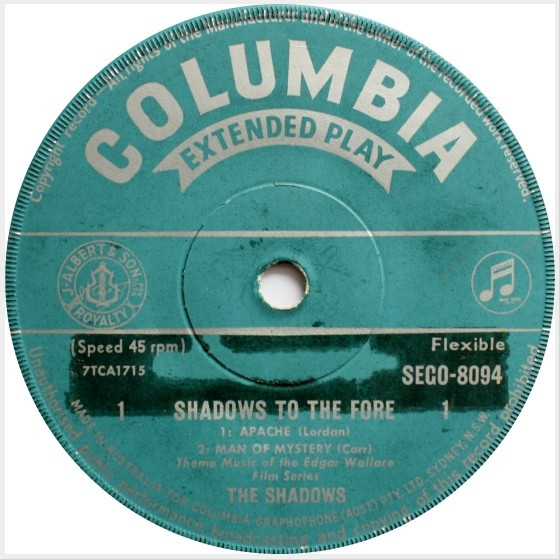 Copyright record · All rights of the manufacturer and of the owner of the recorded work reserved.
COLUMBIA
EXTENDED PLAY
J. ALBERT & SON
ROYALTY
(Speed 45 rpm)
Flexible
7TCA1715
SEGO-8094
1 SHADOWS TO THE FORE 1
1: APACHE (Lordan)
2: MAN OF MYSTERY (Carr)
Theme Music of the Edgar Wallace
Film Series
THE SHADOWS
MADE IN AUSTRALIA FOR COLUMBIA GRAPHOPHONE (AUST) PTY. LTD. SYDNEY, N.S.W.
Unauthorised public performance, broadcasting and copying of this record prohibited.